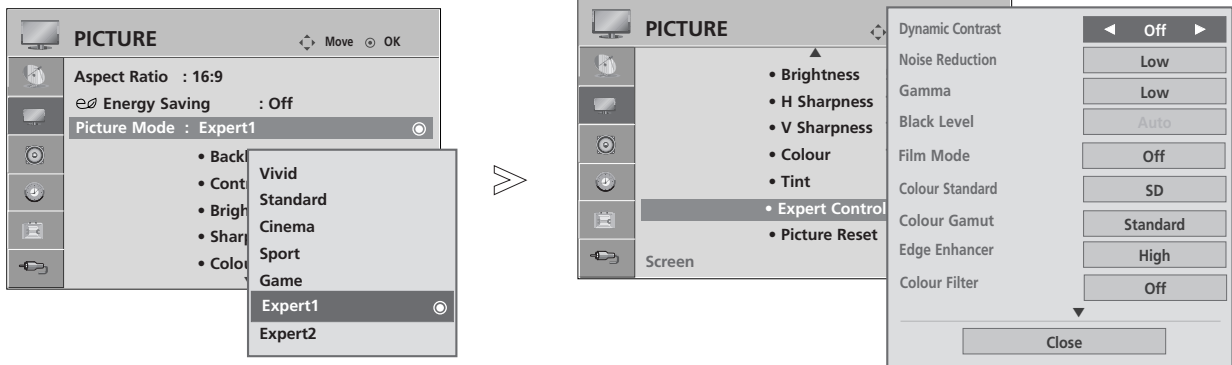 PICTURE
Move OK
Aspect Ratio : 16:9
Energy Saving : Off
Picture Mode : Expert1
• Back
• Cont
• Brigh
• Shar
• Colou
Vivid
Standard
Cinema
Sport
Game
Expert1
Expert2
PICTURE
• Brightness
• H Sharpness
• V Sharpness
• Colour
• Tint
• Expert Control
• Picture Reset
Screen
Dynamic Contrast Off
Noise Reduction Low
Gamma Low
Black Level Auto
Film Mode Off
Colour Standard SD
Colour Gamut Standard
Edge Enhancer High
Colour Filter Off
Close